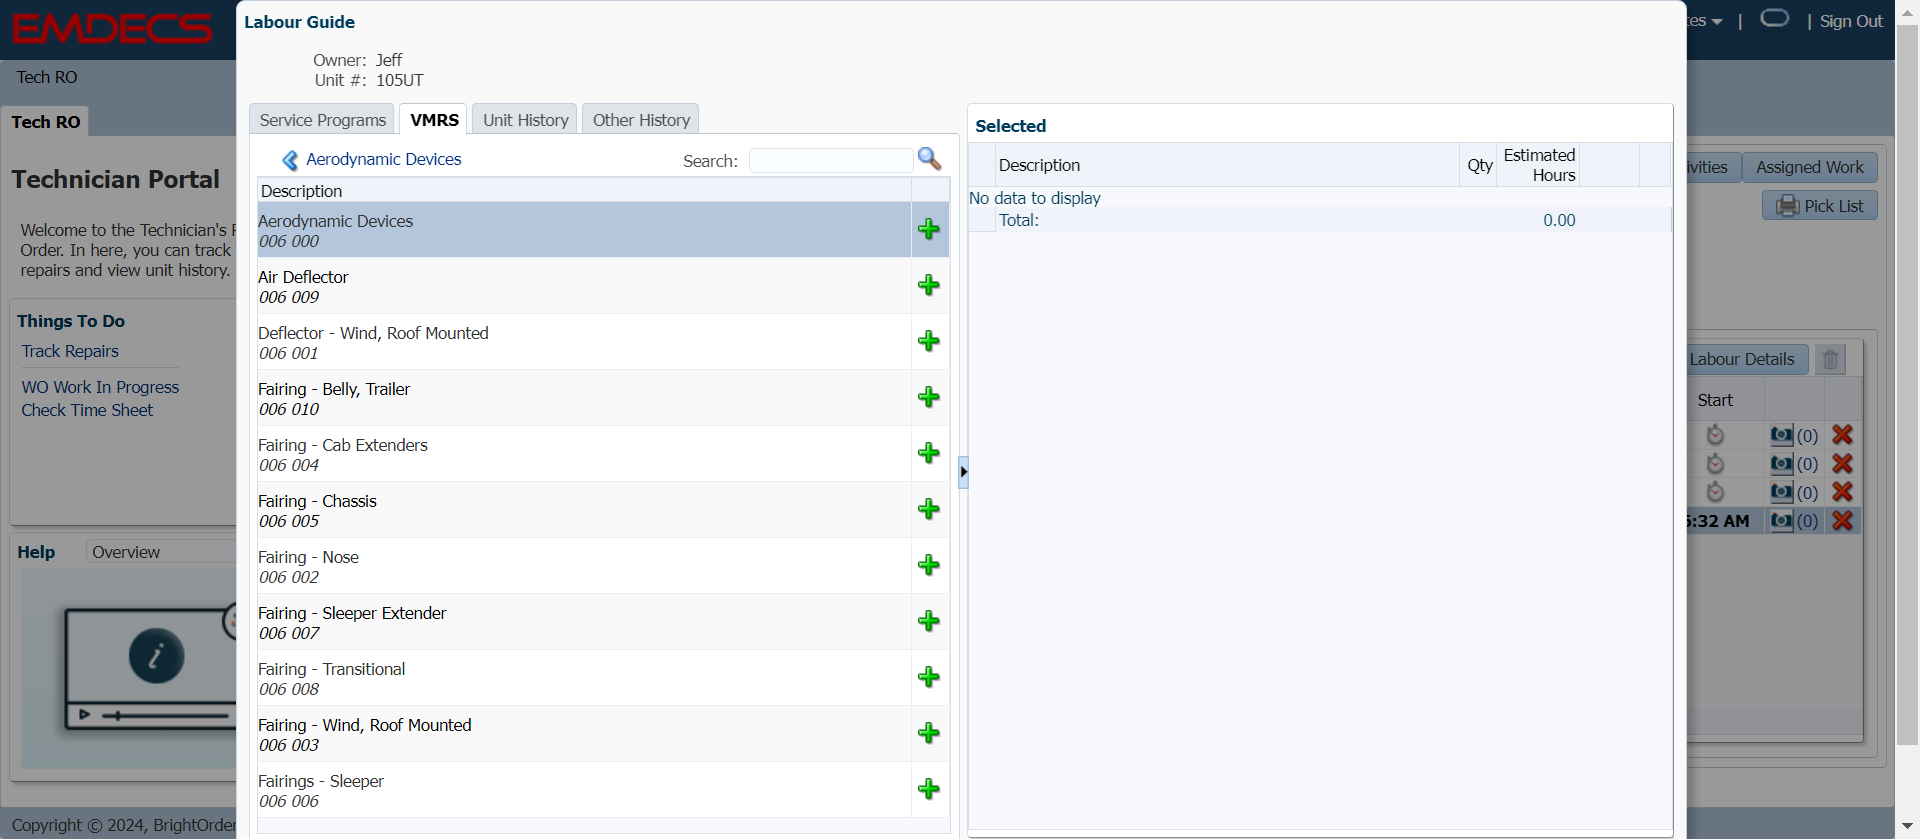 EMDECS
| Sign Out
Tech RO
Tech RO
Technician Portal
Welcome to the Technician's
Order. In here, you can track
repairs and view unit history.
Things To Do
Track Repairs
WO Work In Progress
Check Time Sheet
Help
Overview
Copyright © 2024, BrightOrder
Labour Guide
Owner: Jeff
Unit #: 105UT
Service Programs
VMRS
Unit History
Other History
Aerodynamic Devices
Search:
Description
Aerodynamic Devices
006 000
Air Deflector
006 009
Deflector - Wind, Roof Mounted
006 001
Fairing - Belly, Trailer
006 010
Fairing - Cab Extenders
006 004
Fairing - Chassis
006 005
Fairing - Nose
006 002
Fairing - Sleeper Extender
006 007
Fairing - Transitional
006 008
Fairing - Wind, Roof Mounted
006 003
Fairings - Sleeper
006 006
Selected
Description Qty Estimated
Hours
No data to display
Total: 0.00
Assigned Work
Pick List
Labour Details
Start
(0)
(0)
(0)
:32 AM (0)